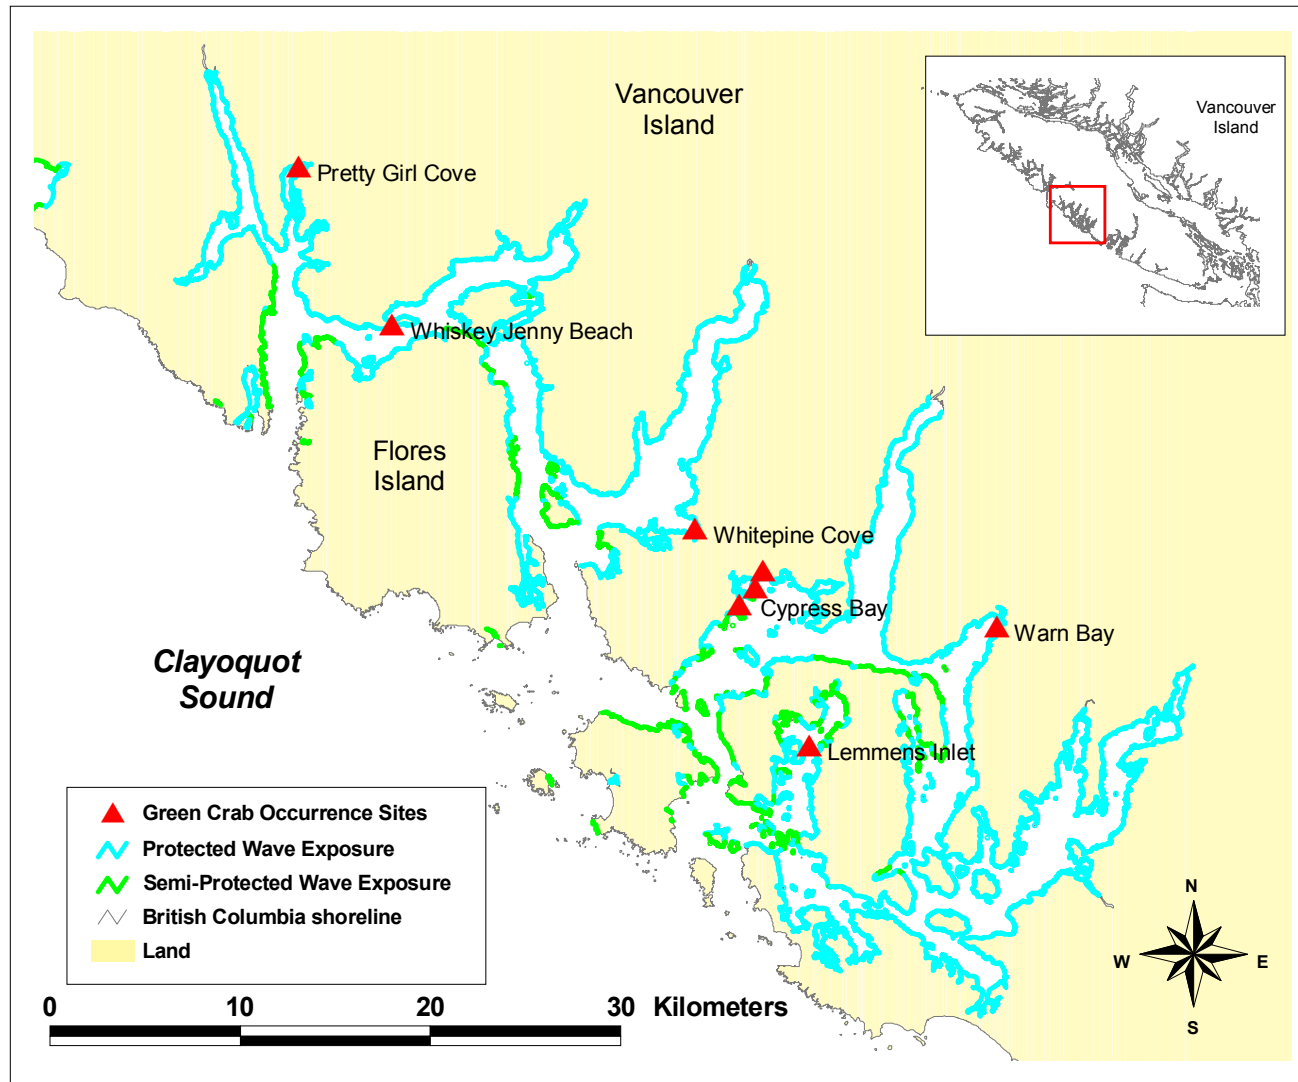 Vancouver
Island
Vancouver
Island
Pretty Girl Cove
Whiskey Jenny Beach
Flores
Island
Whitepine Cove
Cypress Bay
Warn Bay
Clayoquot
Sound
Lemmens Inlet
Green Crab Occurrence Sites
Protected Wave Exposure
Semi-Protected Wave Exposure
British Columbia shoreline
Land
N
W
E
S
0
10
20
30
Kilometers